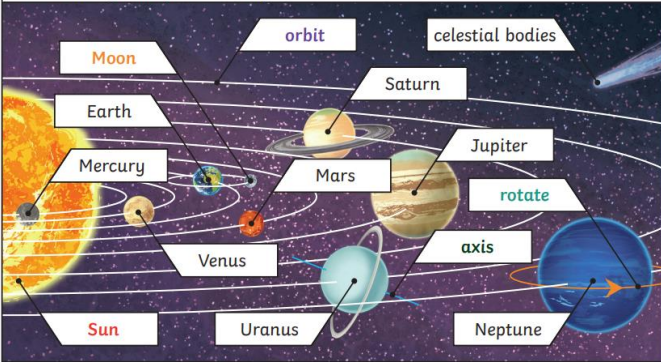 orbit
celestial bodies
Moon
Saturn
Earth
Jupiter
Mercury
Mars
rotate
axis
Venus
Sun
Uranus
Neptune